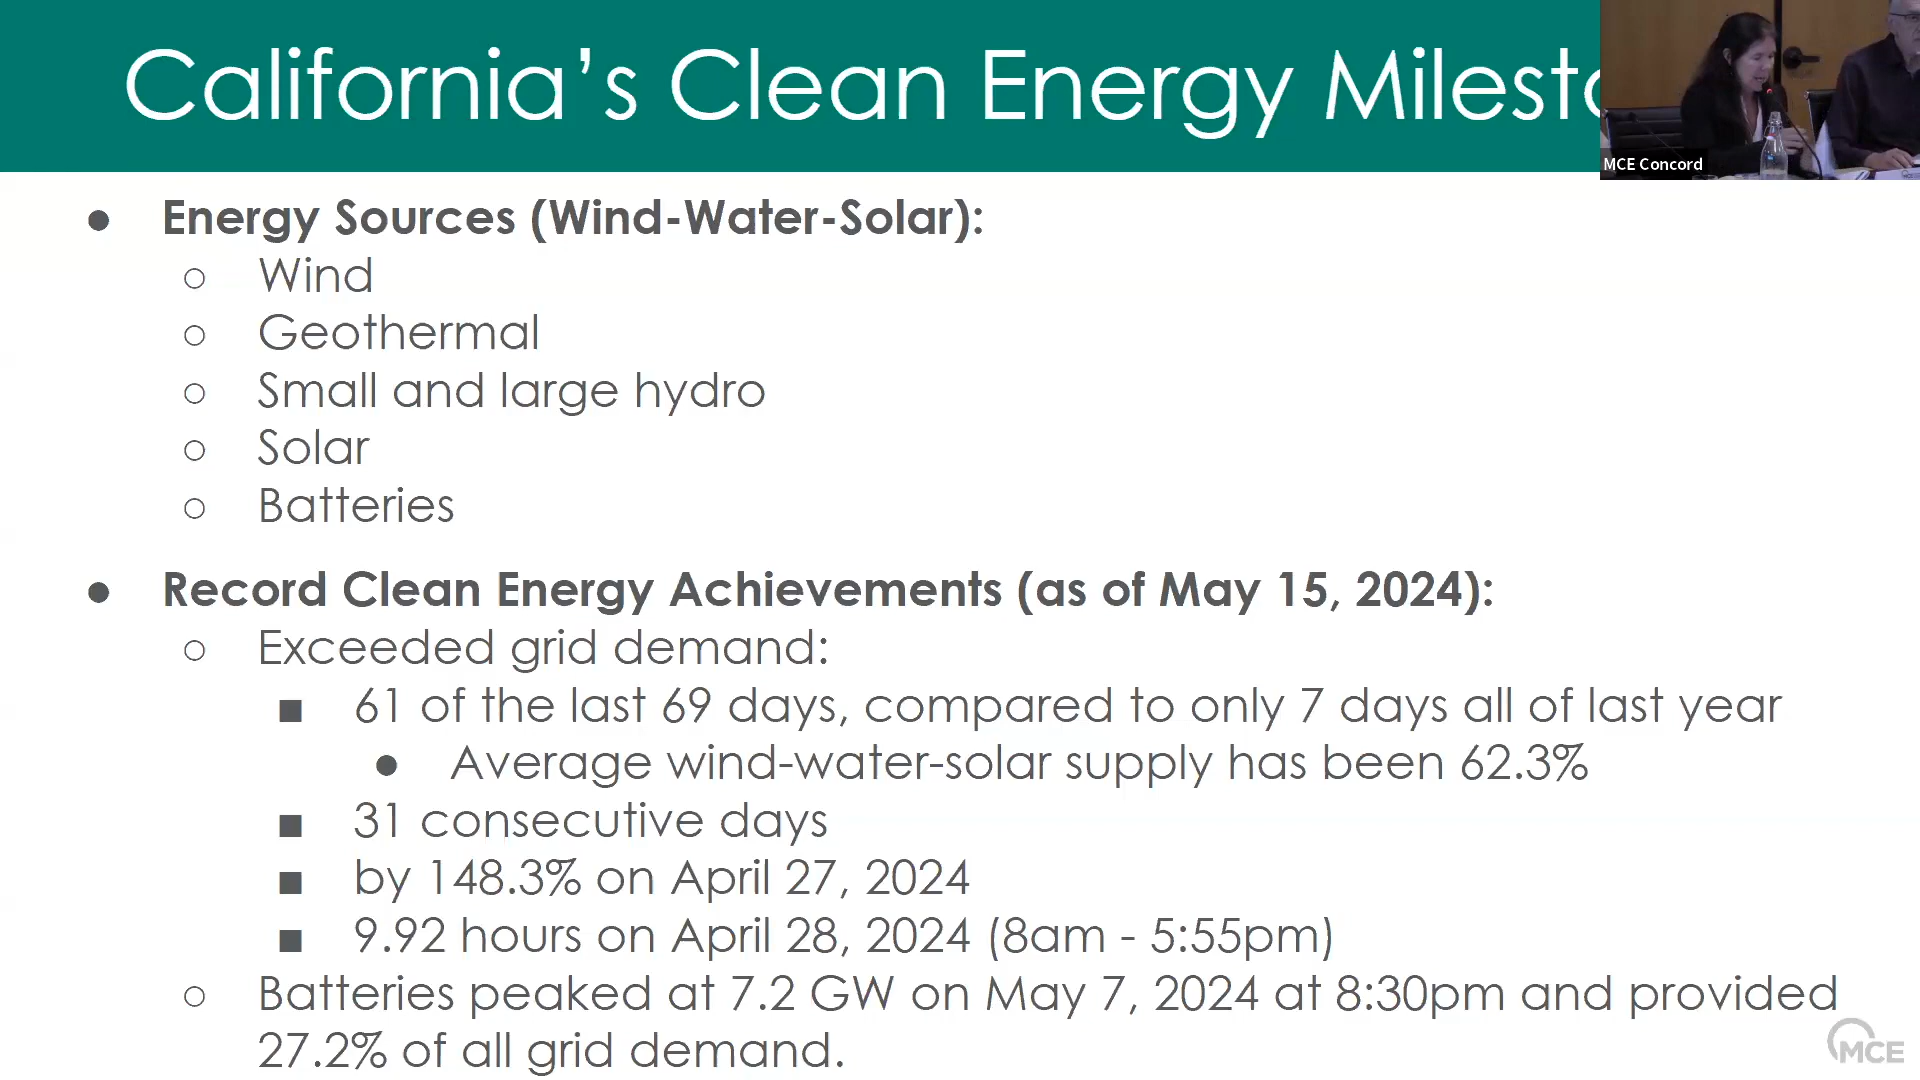 California's Clean Energy Milest
MCE Concord
● Energy Sources (Wind-Water-Solar):
○ Wind
○ Geothermal
○ Small and large hydro
○ Solar
○ Batteries
● Record Clean Energy Achievements (as of May 15, 2024):
○ Exceeded grid demand:
■ 61 of the last 69 days, compared to only 7 days all of last year
● Average wind-water-solar supply has been 62.3%
■ 31 consecutive days
■ by 148.3% on April 27, 2024
■ 9.92 hours on April 28, 2024 (8am - 5:55pm)
○ Batteries peaked at 7.2 GW on May 7, 2024 at 8:30pm and provided
27.2% of all grid demand.
MCE